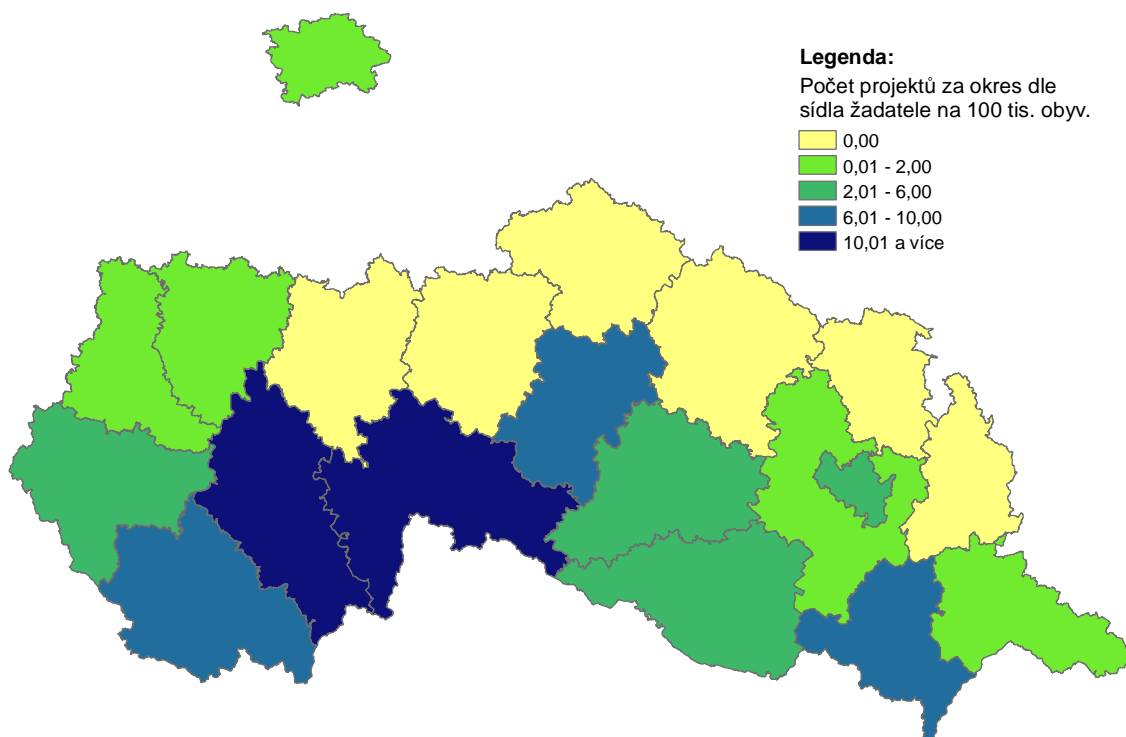 Legenda:
Počet projektů za okres dle
sídla žadatele na 100 tis. obyv.
0,00
0,01 - 2,00
2,01 - 6,00
6,01 - 10,00
10,01 a více